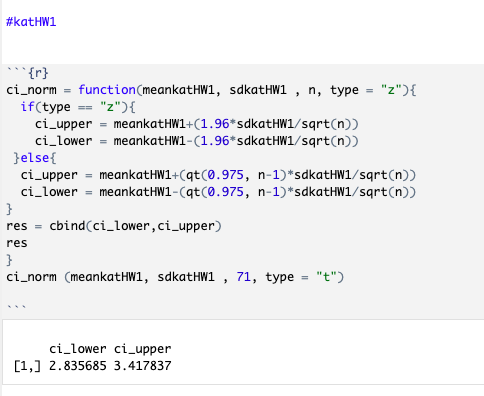 #katHW1
```{r}
ci_norm = function(meankatHW1, sdkatHW1 , n, type = "z"){
  if(type == "z"){
    ci_upper = meankatHW1+(1.96*sdkatHW1/sqrt(n))
    ci_lower = meankatHW1-(1.96*sdkatHW1/sqrt(n))
 }else{
  ci_upper = meankatHW1+(qt(0.975, n-1)*sdkatHW1/sqrt(n))
  ci_lower = meankatHW1-(qt(0.975, n-1)*sdkatHW1/sqrt(n))
}
res = cbind(ci_lower,ci_upper)
res
}
ci_norm (meankatHW1, sdkatHW1 , 71, type = "t")
```
     ci_lower ci_upper
[1,] 2.835685 3.417837